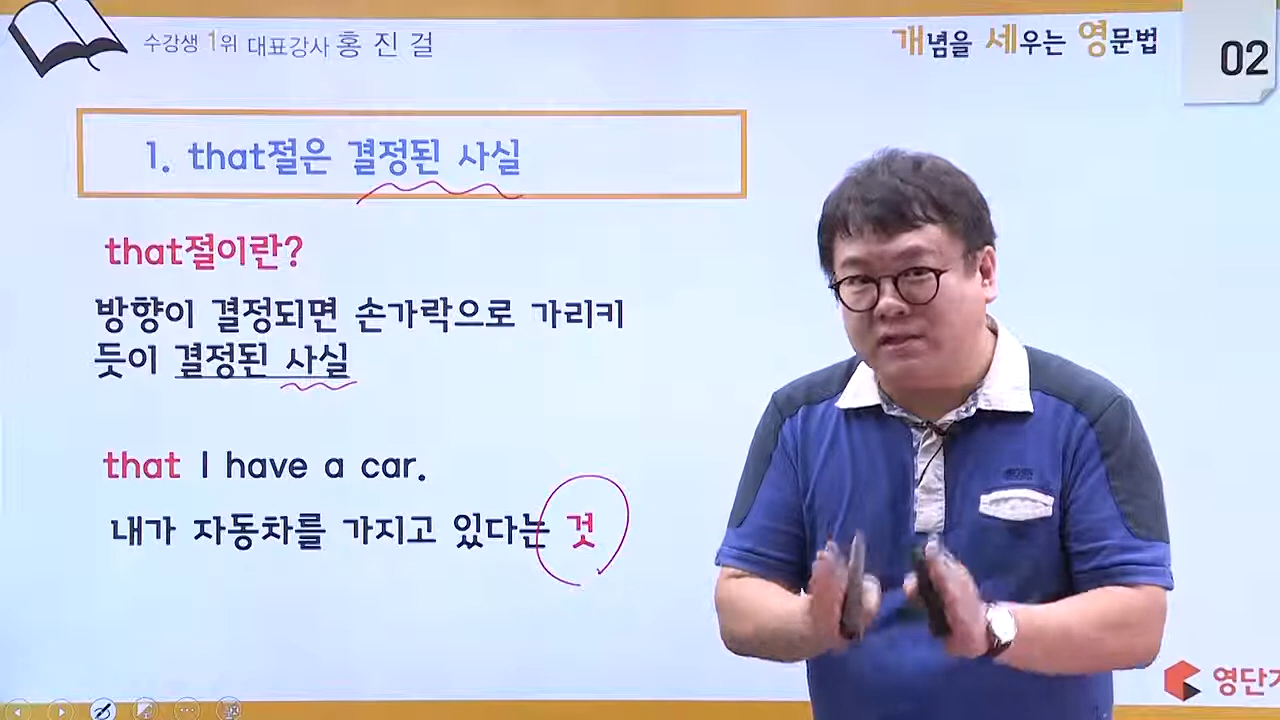 수강생 1위 대표강사 홍 진 걸
개념을 세우는 영문법
02
1. that절은 결정된 사실
that절이란?
방향이 결정되면 손가락으로 가리키
듯이 결정된 사실
that I have a car.
내가 자동차를 가지고 있다는 것
영단기